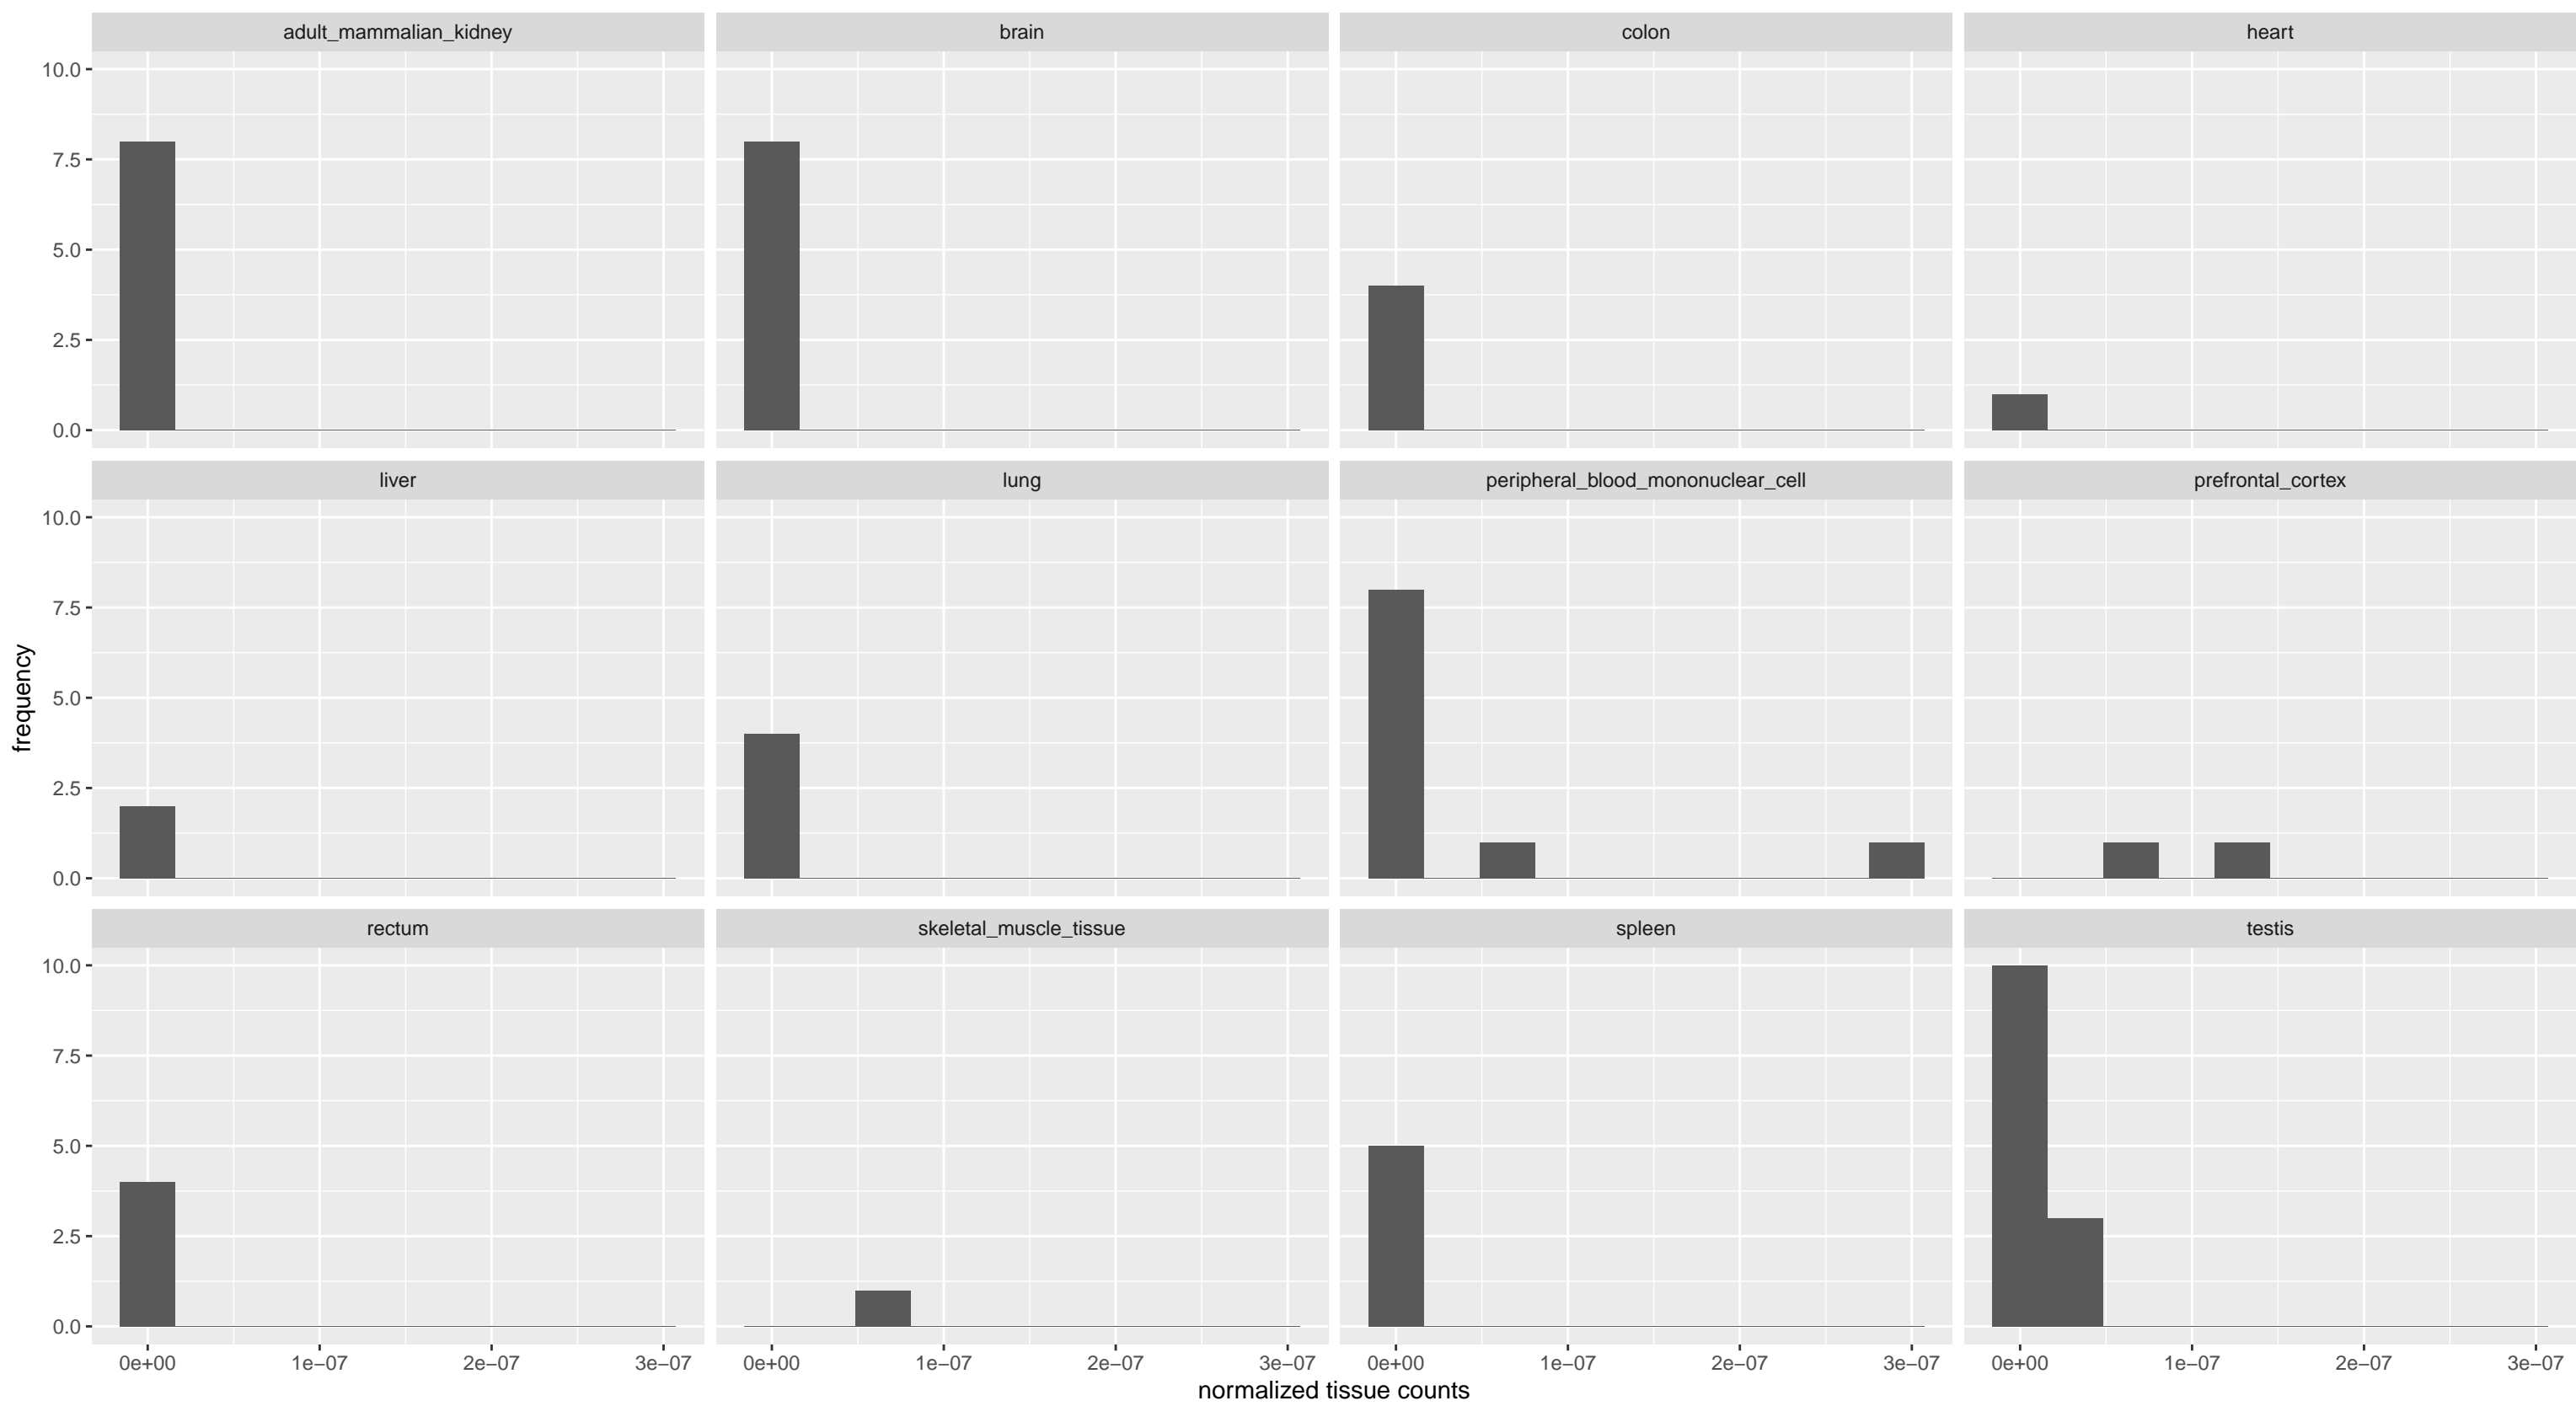 adult_mammalian_kidney brain colon heart
10.0
7.5
5.0
2.5
0.0
liver lung peripheral_blood_mononuclear_cell prefrontal_cortex
10.0
7.5
5.0
2.5
0.0
frequency
rectum skeletal_muscle_tissue spleen testis
10.0
7.5
5.0
2.5
0.0
0e+00 1e−07 2e−07 3e−07 0e+00 1e−07 2e−07 3e−07 0e+00 1e−07 2e−07 3e−07 0e+00 1e−07 2e−07 3e−07
normalized tissue counts